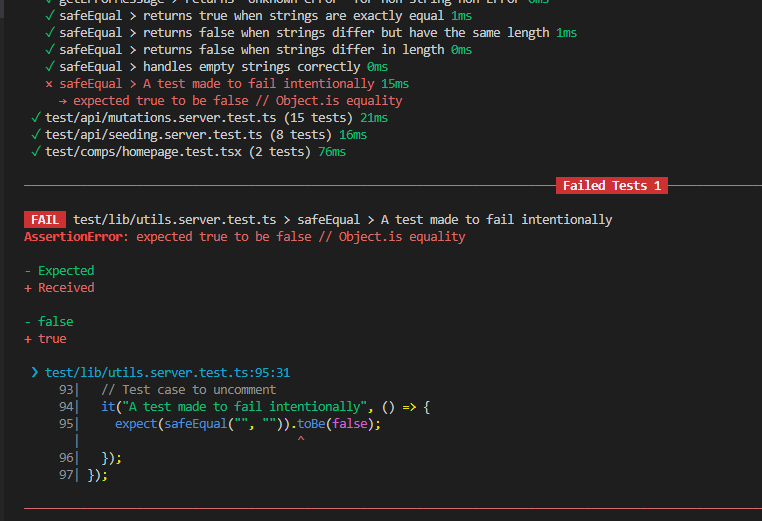 ✓ getErrorMessage > returns "Unknown error" for non-string non-Error 0ms
✓ safeEqual > returns true when strings are exactly equal 1ms
✓ safeEqual > returns false when strings differ but have the same length 1ms
✓ safeEqual > returns false when strings differ in length 0ms
✓ safeEqual > handles empty strings correctly 0ms
× safeEqual > A test made to fail intentionally 15ms
→ expected true to be false // Object.is equality
✓ test/api/mutations.server.test.ts (15 tests) 21ms
✓ test/api/seeding.server.test.ts (8 tests) 16ms
✓ test/comps/homepage.test.tsx (2 tests) 76ms
Failed Tests 1
FAIL test/lib/utils.server.test.ts > safeEqual > A test made to fail intentionally
AssertionError: expected true to be false // Object.is equality
- Expected
+ Received
- false
+ true
❯ test/lib/utils.server.test.ts:95:31
93| // Test case to uncomment
94| it("A test made to fail intentionally", () => {
95| expect(safeEqual("", "")).toBe(false);
| ^
96| });
97| });